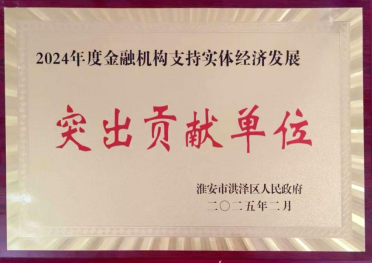 2024年度金融机构支持实体经济发展
突出贡献单位
淮安市洪泽区人民政府
二〇二五年二月